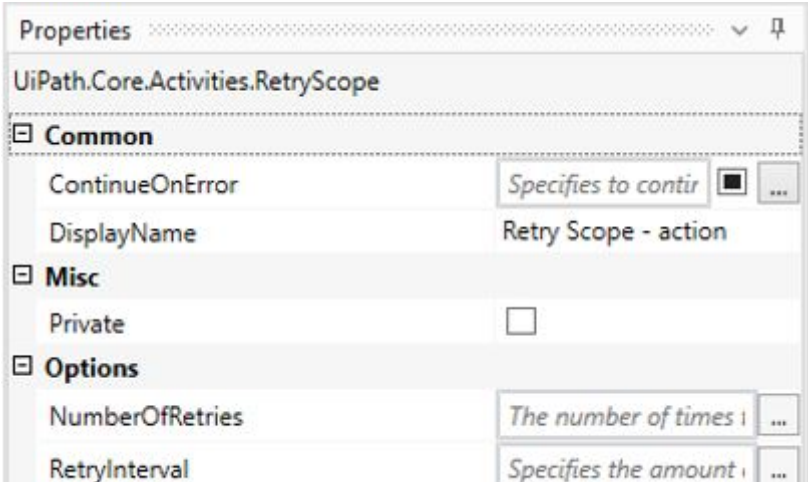 Properties
UiPath.Core.Activities.RetryScope
Common
ContinueOnError Specifies to contin ...
DisplayName Retry Scope - action
Misc
Private
Options
NumberOfRetries The number of times ...
RetryInterval Specifies the amount ...